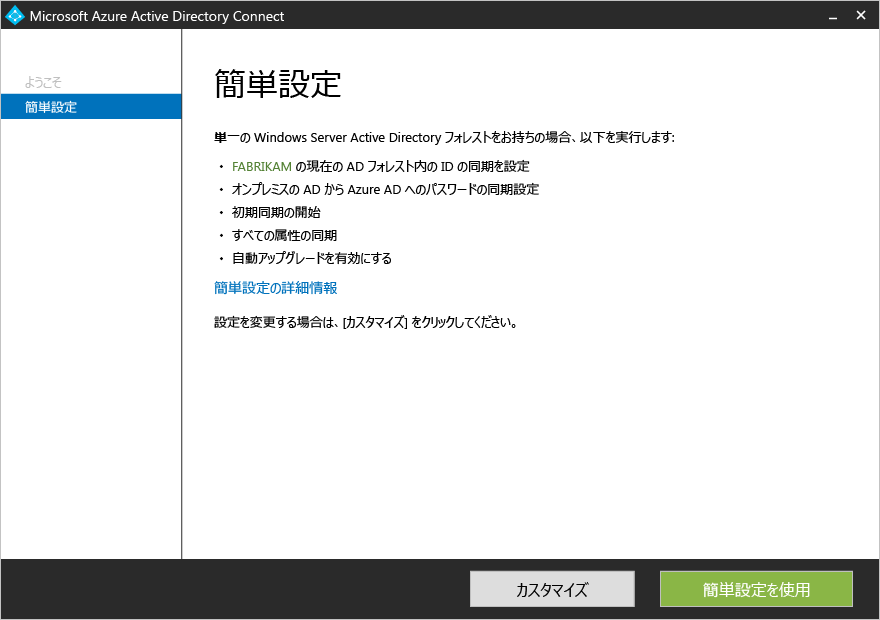 Microsoft Azure Active Directory Connect
ようこそ
簡単設定
簡単設定
単一の Windows Server Active Directory フォレストをお持ちの場合、以下を実行します:
・ FABRIKAM の現在の AD フォレスト内の ID の同期を設定
・ オンプレミスの AD から Azure AD へのパスワードの同期設定
・ 初期同期の開始
・ すべての属性の同期
・ 自動アップグレードを有効にする
簡単設定の詳細情報
設定を変更する場合は、[カスタマイズ] をクリックしてください。
カスタマイズ
簡単設定を使用